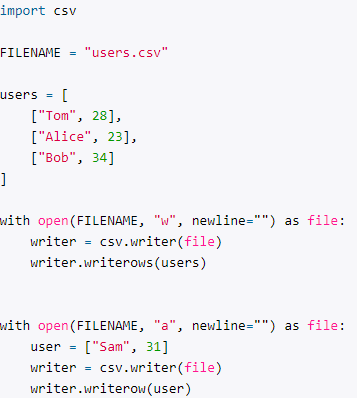 import csv

FILENAME = "users.csv"

users = [
    ["Tom", 28],
    ["Alice", 23],
    ["Bob", 34]
]

with open(FILENAME, "w", newline="") as file:
    writer = csv.writer(file)
    writer.writerows(users)


with open(FILENAME, "a", newline="") as file:
    user = ["Sam", 31]
    writer = csv.writer(file)
    writer.writerow(user)